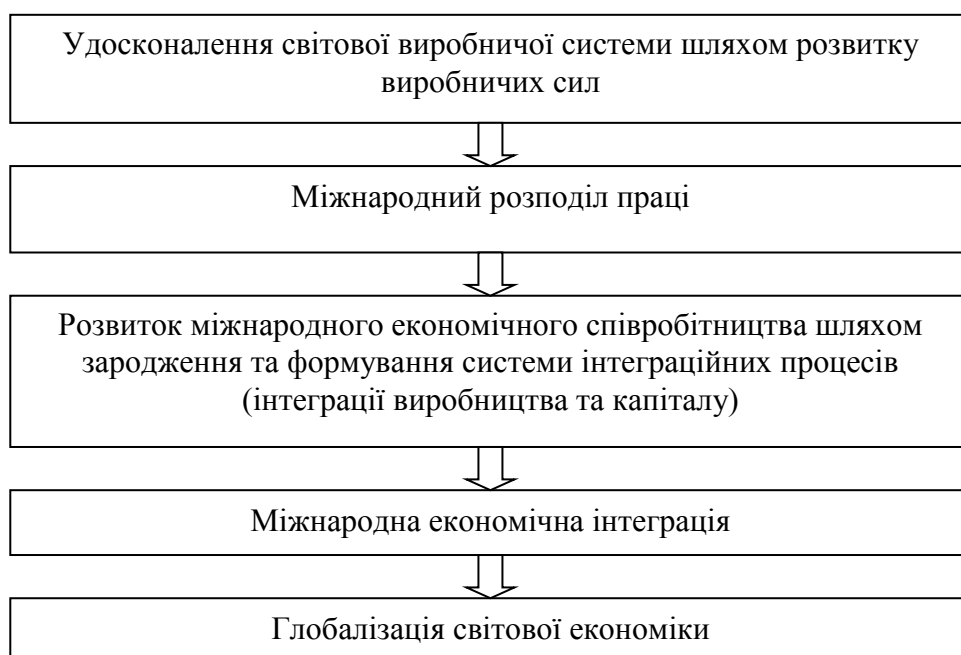 Удосконалення світової виробничої системи шляхом розвитку
виробничих сил
Міжнародний розподіл праці
Розвиток міжнародного економічного співробітництва шляхом
зародження та формування системи інтеграційних процесів
(інтеграції виробництва та капіталу)
Міжнародна економічна інтеграція
Глобалізація світової економіки